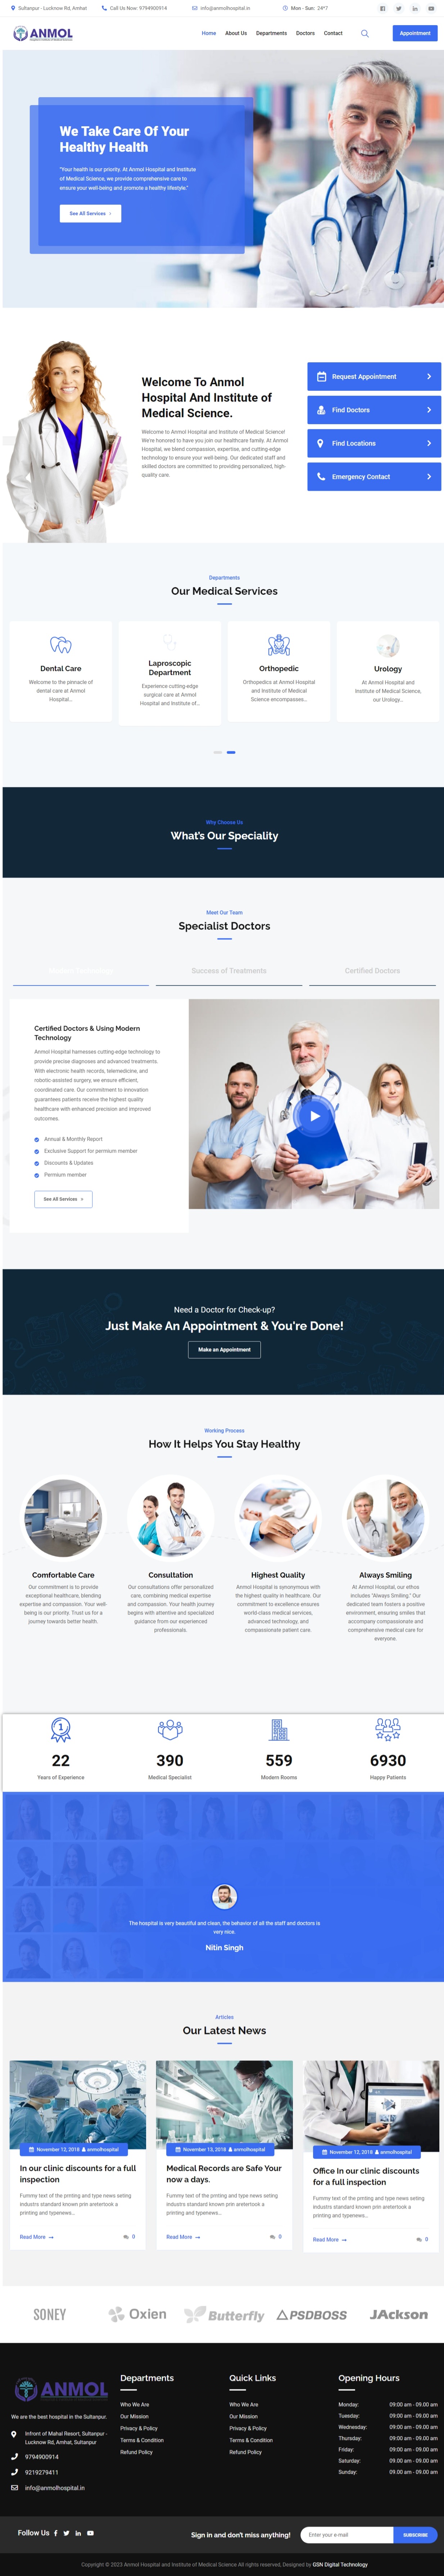 Sultanpur - Lucknow Rd, Amhat
Call Us Now: 9794900914
info@anmolhospital.in
Mon - Sun: 24*7
ANMOL
Home
About Us
Departments
Doctors
Contact
Appointment
We Take Care Of Your
Healthy Health
"Your health is our priority. At Anmol Hospital and Institute
of Medical Science, we provide comprehensive care to
ensure your well-being and promote a healthy lifestyle."
See All Services
Welcome To Anmol
Hospital And Institute of
Medical Science.
Welcome to Anmol Hospital and Institute of Medical Science!
We're honored to have you join our healthcare family. At Anmol
Hospital, we blend compassion, expertise, and cutting-edge
technology to ensure your well-being. Our dedicated staff and
skilled doctors are committed to providing personalized, high-
quality care.
Request Appointment
Find Doctors
Find Locations
Emergency Contact
Departments
Our Medical Services
Dental Care
Welcome to the pinnacle of
dental care at Anmol
Hospital...
Laproscopic
Department
Experience cutting-edge
surgical care at Anmol
Hospital and Institute of...
Orthopedic
Orthopedics at Anmol Hospital
and Institute of Medical
Science encompasses...
Urology
At Anmol Hospital and
Institute of Medical Science,
our Urology...
Why Choose Us
What's Our Speciality
Meet Our Team
Specialist Doctors
Success of Treatments
Certified Doctors
Certified Doctors & Using Modern
Technology
Anmol Hospital harnesses cutting-edge technology to
provide precise diagnoses and advanced treatments.
With electronic health records, telemedicine, and
robotic-assisted surgery, we ensure efficient,
coordinated care. Our commitment to innovation
guarantees patients receive the highest quality
healthcare with enhanced precision and improved
outcomes.
Annual & Monthly Report
Exclusive Support for permium member
Discounts & Updates
Permium member
See All Services
Need a Doctor for Check-up?
Just Make An Appointment & You're Done!
Make an Appointment
Working Process
How It Helps You Stay Healthy
Comfortable Care
Our commitment is to provide
exceptional healthcare, blending
expertise and compassion. Your well-
being is our priority. Trust us for a
journey towards better health.
Consultation
Our consultations offer personalized
care, combining medical expertise
and compassion. Your health journey
begins with attentive and specialized
guidance from our experienced
professionals.
Highest Quality
Anmol Hospital is synonymous with
the highest quality in healthcare. Our
commitment to excellence ensures
world-class medical services,
advanced technology, and
compassionate patient care.
Always Smiling
At Anmol Hospital, our ethos
includes "Always Smiling." Our
dedicated team fosters a positive
environment, ensuring smiles that
accompany compassionate and
comprehensive medical care for
everyone.
22
Years of Experience
390
Medical Specialist
559
Modern Rooms
6930
Happy Patients
The hospital is very beautiful and clean, the behavior of all the staff and doctors is
very nice.
Nitin Singh
Articles
Our Latest News
November 12, 2018 anmolhospital
In our clinic discounts for a full
inspection
Fummy text of the printing and type news seting
industry standard known prin aretertook a
printing and typenews...
Read More
0
November 13, 2018 anmolhospital
Medical Records are Safe Your
now a days.
Fummy text of the printing and type news seting
industry standard known prin aretertook a
printing and typenews...
Read More
0
November 12, 2018 anmolhospital
Office In our clinic discounts
for a full inspection
Fummy text of the printing and type news seting
industry standard known prin aretertook a
printing and typenews...
Read More
0
SONEY
Oxien
Butterfly
PSDBOSS
JAckson
ANMOL
We are the best hospital in the Sultanpur.
Infront of Mahal Resort, Sultanpur -
Lucknow Rd, Amhat, Sultanpur
9794900914
9219279411
info@anmolhospital.in
Departments
Who We Are
Our Mission
Privacy & Policy
Terms & Condition
Refund Policy
Quick Links
Who We Are
Our Mission
Privacy & Policy
Terms & Condition
Refund Policy
Opening Hours
Monday: 09:00 am - 09.00 am
Tuesday: 09:00 am - 09.00 am
Wednesday: 09:00 am - 09.00 am
Thursday: 09:00 am - 09.00 am
Friday: 09:00 am - 09.00 am
Saturday: 09:00 am - 09.00 am
Sunday: 09.00 am - 09.00 am
Follow Us
Sign in and don't miss anything!
Enter your e-mail
SUBSCRIBE
Copyright © 2023 Anmol Hospital and Institute of Medical Science All rights reserved, Designed by GSN Digital Technology